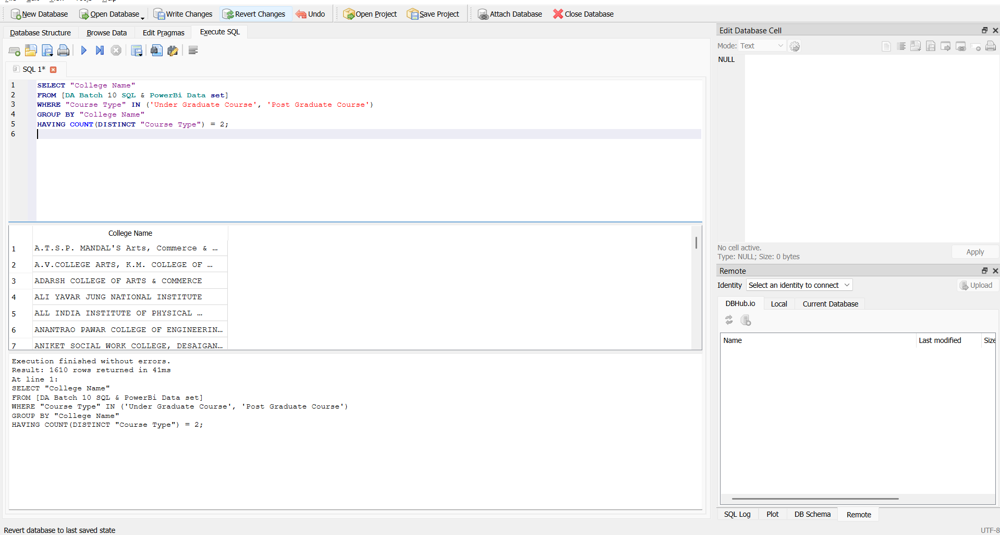 New Database Open Database Write Changes Revert Changes Undo Open Project Save Project Attach Database Close Database
Database Structure Browse Data Edit Pragmas Execute SQL
SQL 1*
1 SELECT "College Name"
2 FROM [DA Batch 10 SQL & PowerBi Data set]
3 WHERE "Course Type" IN ('Under Graduate Course', 'Post Graduate Course')
4 GROUP BY "College Name"
5 HAVING COUNT(DISTINCT "Course Type") = 2;
6
College Name
1 A.T.S.P. MANDAL'S Arts, Commerce & …
2 A.V.COLLEGE ARTS, K.M. COLLEGE OF …
3 ADARSH COLLEGE OF ARTS & COMMERCE
4 ALI YAVAR JUNG NATIONAL INSTITUTE
5 ALL INDIA INSTITUTE OF PHYSICAL …
6 ANANTRAO PAWAR COLLEGE OF ENGINEERIN…
7 ANIKET SOCIAL WORK COLLEGE, DESAIGAN…
Execution finished without errors.
Result: 1610 rows returned in 41ms
At line 1:
SELECT "College Name"
FROM [DA Batch 10 SQL & PowerBi Data set]
WHERE "Course Type" IN ('Under Graduate Course', 'Post Graduate Course')
GROUP BY "College Name"
HAVING COUNT(DISTINCT "Course Type") = 2;
Edit Database Cell
Mode: Text
NULL
No cell active.
Type: NULL; Size: 0 bytes
Apply
Remote
Identity Select an identity to connect Upload
DBHub.io Local Current Database
Name Last modified Size
SQL Log Plot DB Schema Remote
Revert database to last saved state
UTF-8